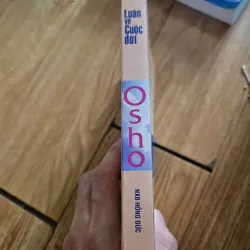 Luận
về
Cuộc
đời
Osho
NXB HỒNG ĐỨC